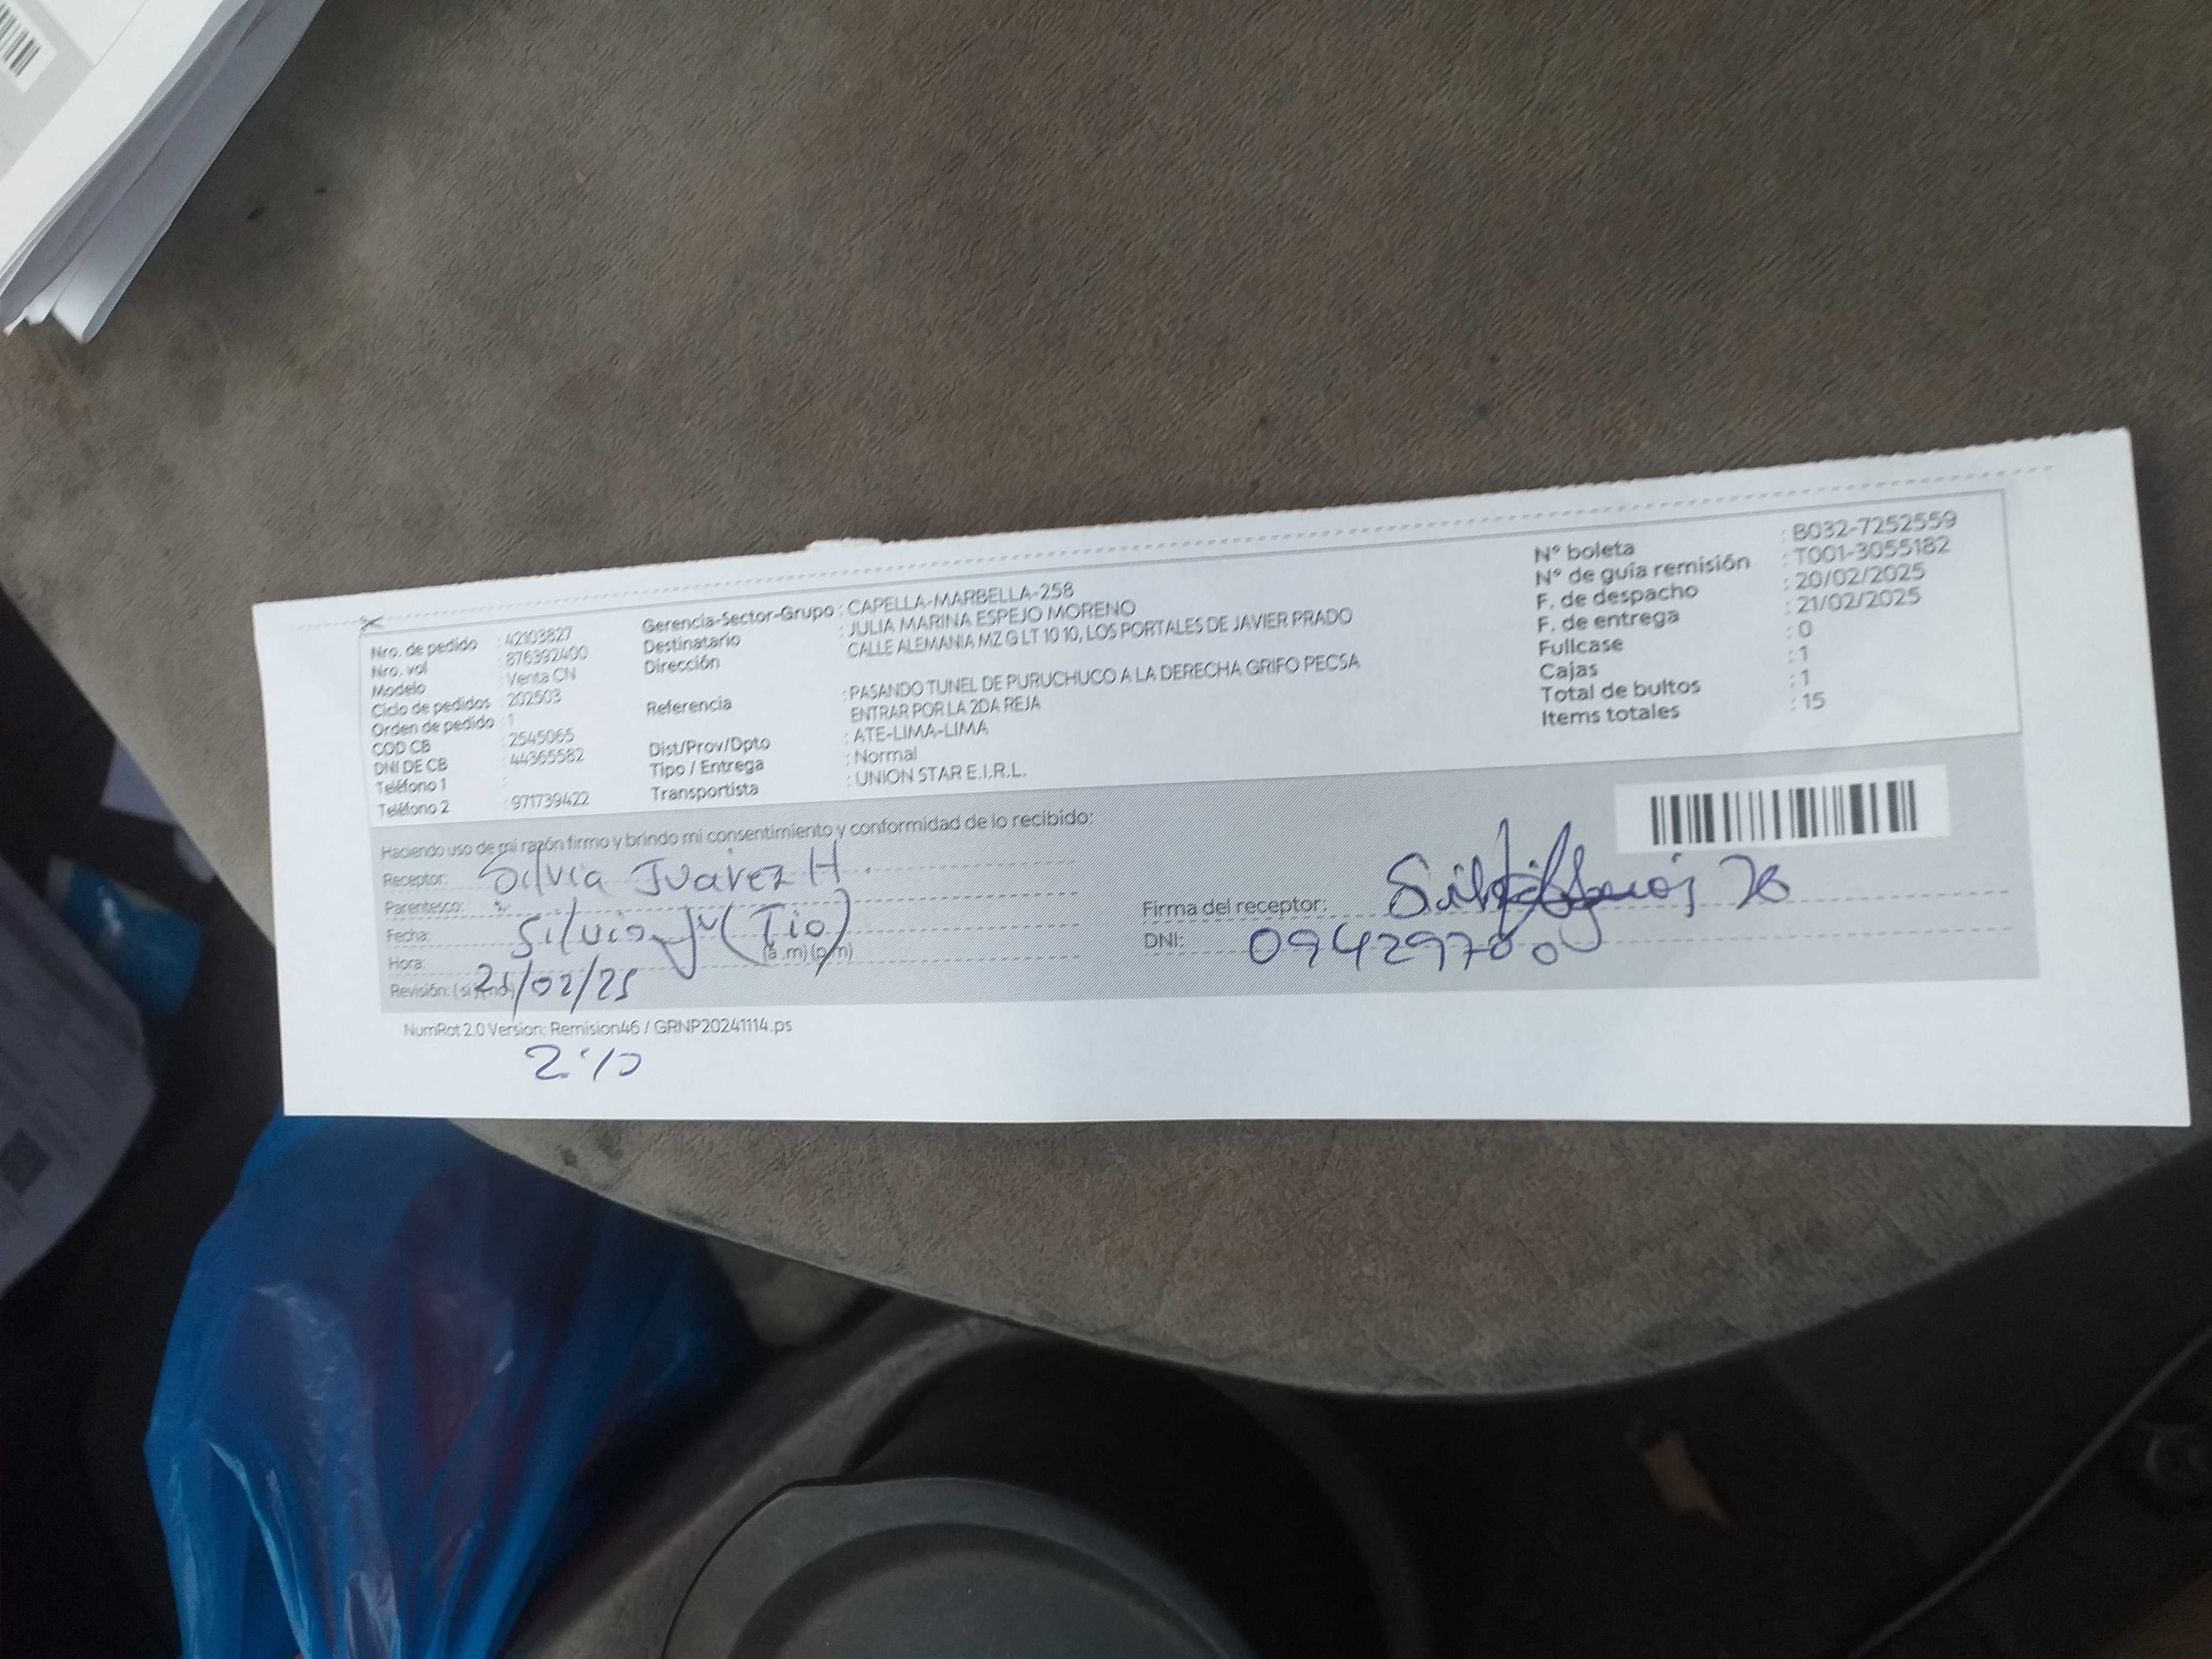 Nro. de pedido : 42103827
Nro. vol : 876392400
Modelo : Venta CN
Ciclo de pedidos 202503
Orden de pedido : 1
COD CB : 2545065
DNI DE CB : 44365582
Teléfono 1 :
Teléfono 2 : 971739422
Gerencia-Sector-Grupo : CAPELLA-MARBELLA-258
Destinatario : JULIA MARINA ESPEJO MORENO
Dirección CALLE ALEMANIA MZ G LT 10 10, LOS PORTALES DE JAVIER PRADO
Referencia : PASANDO TUNEL DE PURUCHUCO A LA DERECHA GRIFO PECSA
ENTRAR POR LA 2DA REJA
Dist/Prov/Dpto : ATE-LIMA-LIMA
Tipo / Entrega : Normal
Transportista : UNION STAR E.I.R.L.
N° boleta : B032-7252559
N° de guía remisión : T001-3055182
F. de despacho : 20/02/2025
F. de entrega : 21/02/2025
Fullcase : 0
Cajas : 1
Total de bultos : 1
Items totales : 15
Haciendo uso de mi razón firmo y brindo mi consentimiento y conformidad de lo recibido:
Receptor: Silvia Juarez H.
Parentesco:
Fecha: Silvia (Tio)
Hora: (a .m) (p.m)
Revisión: (si) (no) 21/02/25
Firma del receptor:
DNI: 09429700
NumRot 2.0 Version: Remision46 / GRNP20241114.ps
2:10